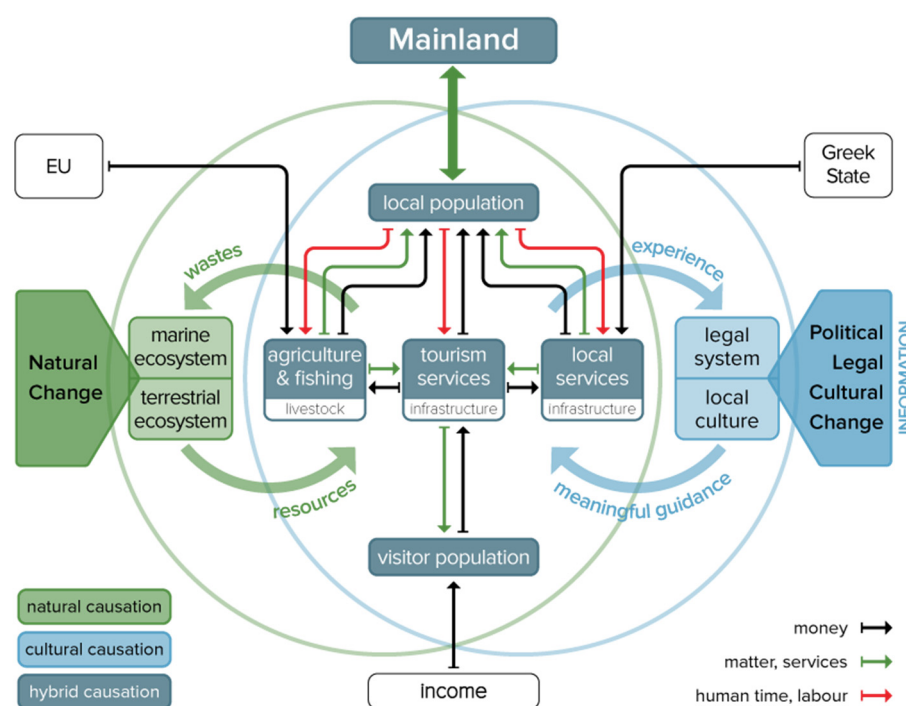 Mainland
EU
Greek
State
local population
wastes
experience
Natural
Change
marine
ecosystem
terrestrial
ecosystem
agriculture
& fishing
livestock
tourism
services
infrastructure
local
services
infrastructure
legal
system
local
culture
Political
Legal
Cultural
Change
INFORMATION
resources
meaningful guidance
visitor population
natural causation
cultural causation
hybrid causation
income
money
matter, services
human time, labour